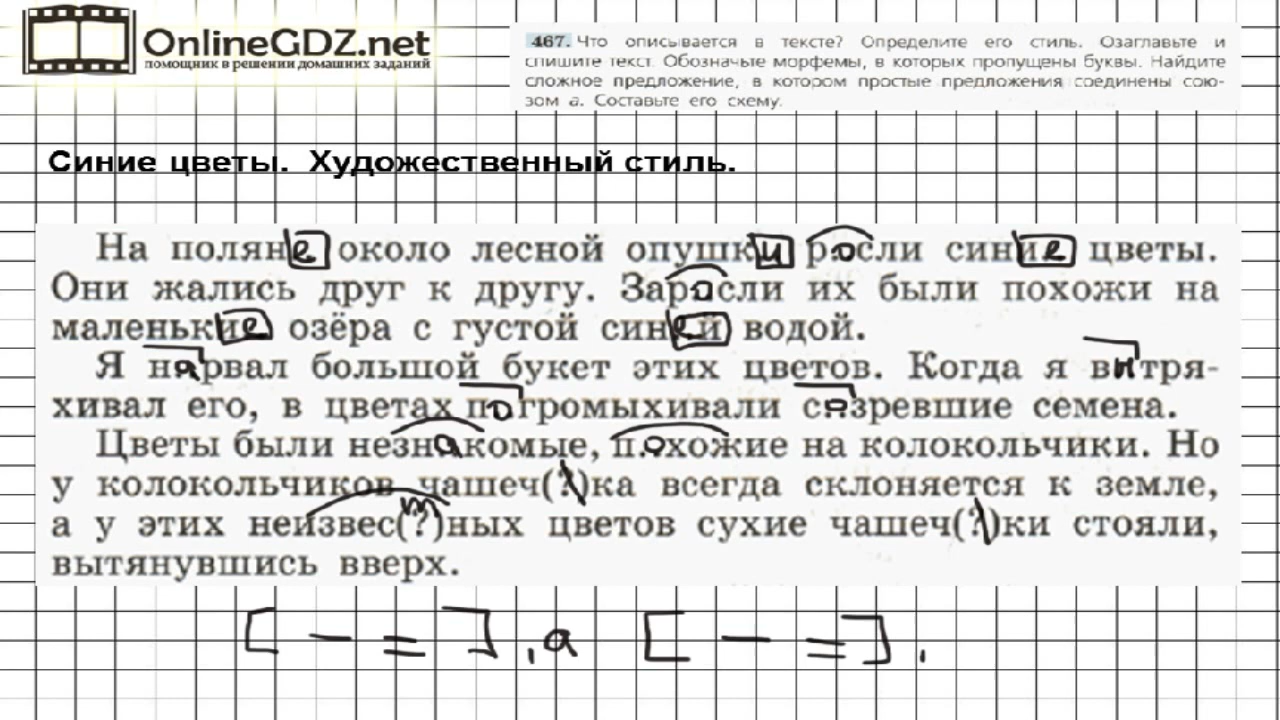 OnlineGDZ.net
помощник в решении домашних заданий
467. Что описывается в тексте? Определите его стиль. Озаглавьте и
спишите текст. Обозначьте морфемы, в которых пропущены буквы. Найдите
сложное предложение, в котором простые предложения соединены сою-
зом а. Составьте его схему.
Синие цветы. Художественный стиль.
На поляне около лесной опушки росли синие цветы.
Они жались друг к другу. Заросли их были похожи на
маленькие озёра с густой синей водой.
Я нарвал большой букет этих цветов. Когда я встря-
хивал его, в цветах погромыхивали созревшие семена.
Цветы были незнакомые, похожие на колокольчики. Но
у колокольчиков чашеч(?)ка всегда склоняется к земле,
а у этих неизвес(?)ных цветов сухие чашеч(?)ки стояли,
вытянувшись вверх.
[ — = ], а [ — = ].